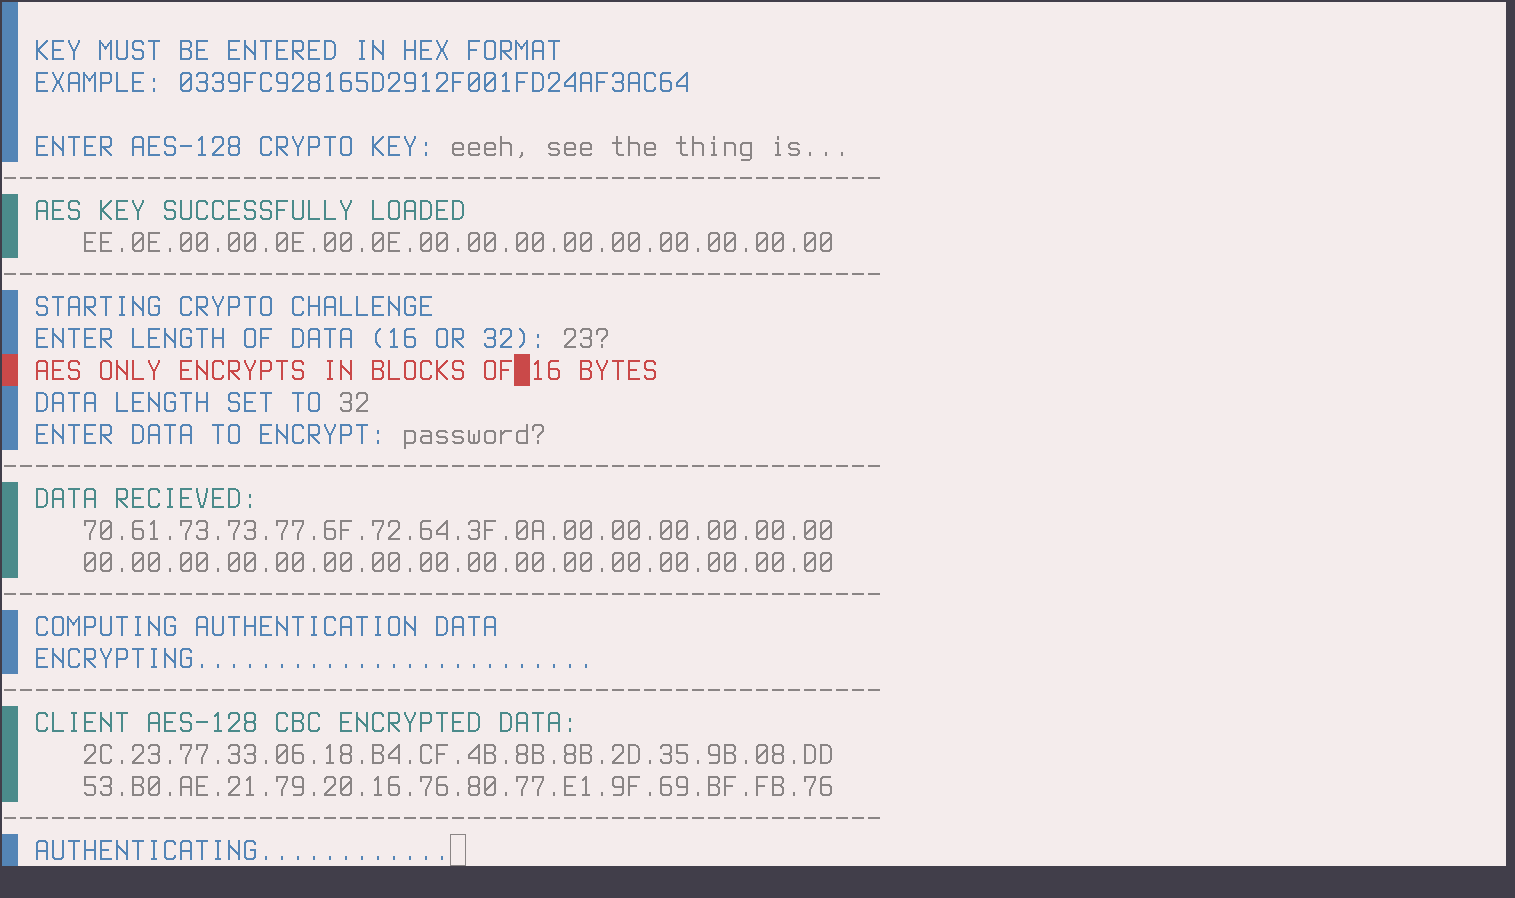 KEY MUST BE ENTERED IN HEX FORMAT
EXAMPLE: 0339FC928165D2912F001FD24AF3AC64
ENTER AES-128 CRYPTO KEY: eeeh, see the thing is...
-------------------------------------------------------
AES KEY SUCCESSFULLY LOADED
EE.0E.00.00.0E.00.0E.00.00.00.00.00.00.00.00.00
-------------------------------------------------------
STARTING CRYPTO CHALLENGE
ENTER LENGTH OF DATA (16 OR 32): 23?
AES ONLY ENCRYPTS IN BLOCKS OF 16 BYTES
DATA LENGTH SET TO 32
ENTER DATA TO ENCRYPT: password?
-------------------------------------------------------
DATA RECIEVED:
70.61.73.73.77.6F.72.64.3F.0A.00.00.00.00.00.00
00.00.00.00.00.00.00.00.00.00.00.00.00.00.00.00
-------------------------------------------------------
COMPUTING AUTHENTICATION DATA
ENCRYPTING.........................
-------------------------------------------------------
CLIENT AES-128 CBC ENCRYPTED DATA:
2C.23.77.33.06.18.B4.CF.4B.8B.8B.2D.35.9B.08.DD
53.B0.AE.21.79.20.16.76.80.77.E1.9F.69.BF.FB.76
-------------------------------------------------------
AUTHENTICATING............